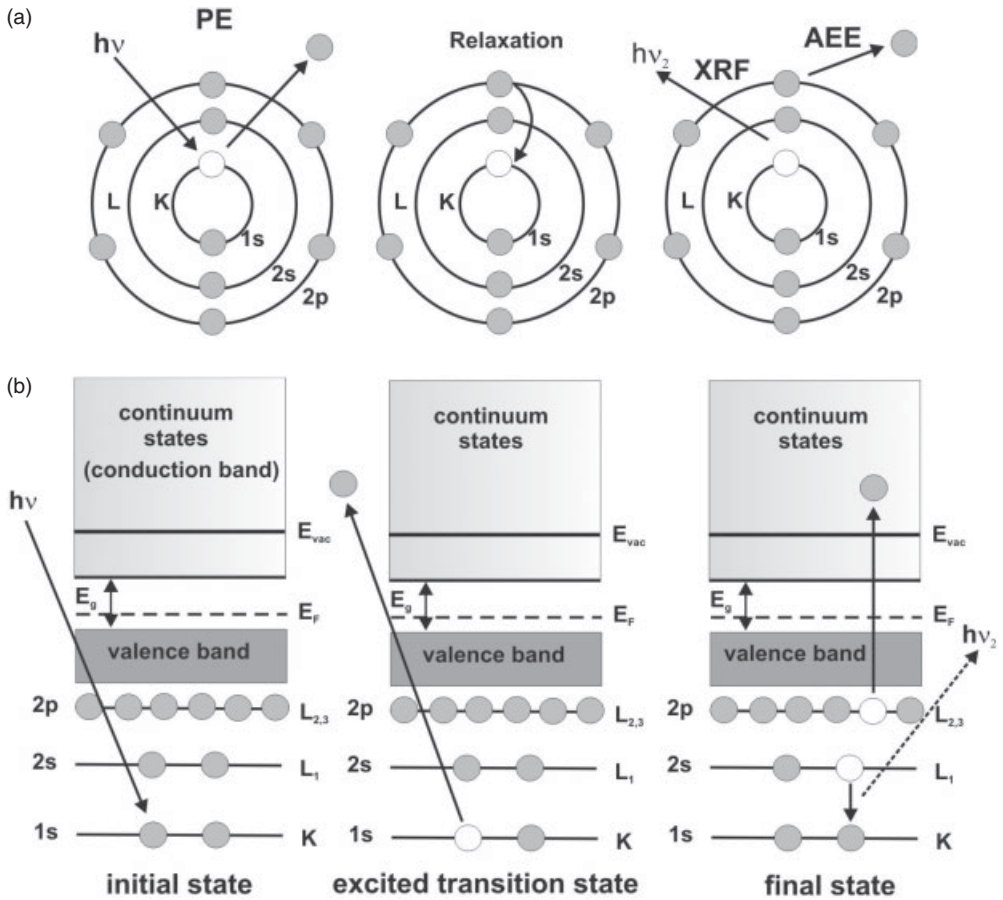 (a)
PE
hν
K
L
1s
2s
2p
Relaxation
K
L
1s
2s
2p
hν₂
XRF
AEE
K
L
1s
2s
2p
(b)
continuum
states
(conduction band)
hν
Evac
Eg
EF
valence band
2p
L2,3
2s
L1
1s
K
initial state
continuum
states
Evac
Eg
EF
valence band
2p
L2,3
2s
L1
1s
K
excited transition state
continuum
states
Evac
Eg
EF
hν₂
valence band
2p
L2,3
2s
L1
1s
K
final state